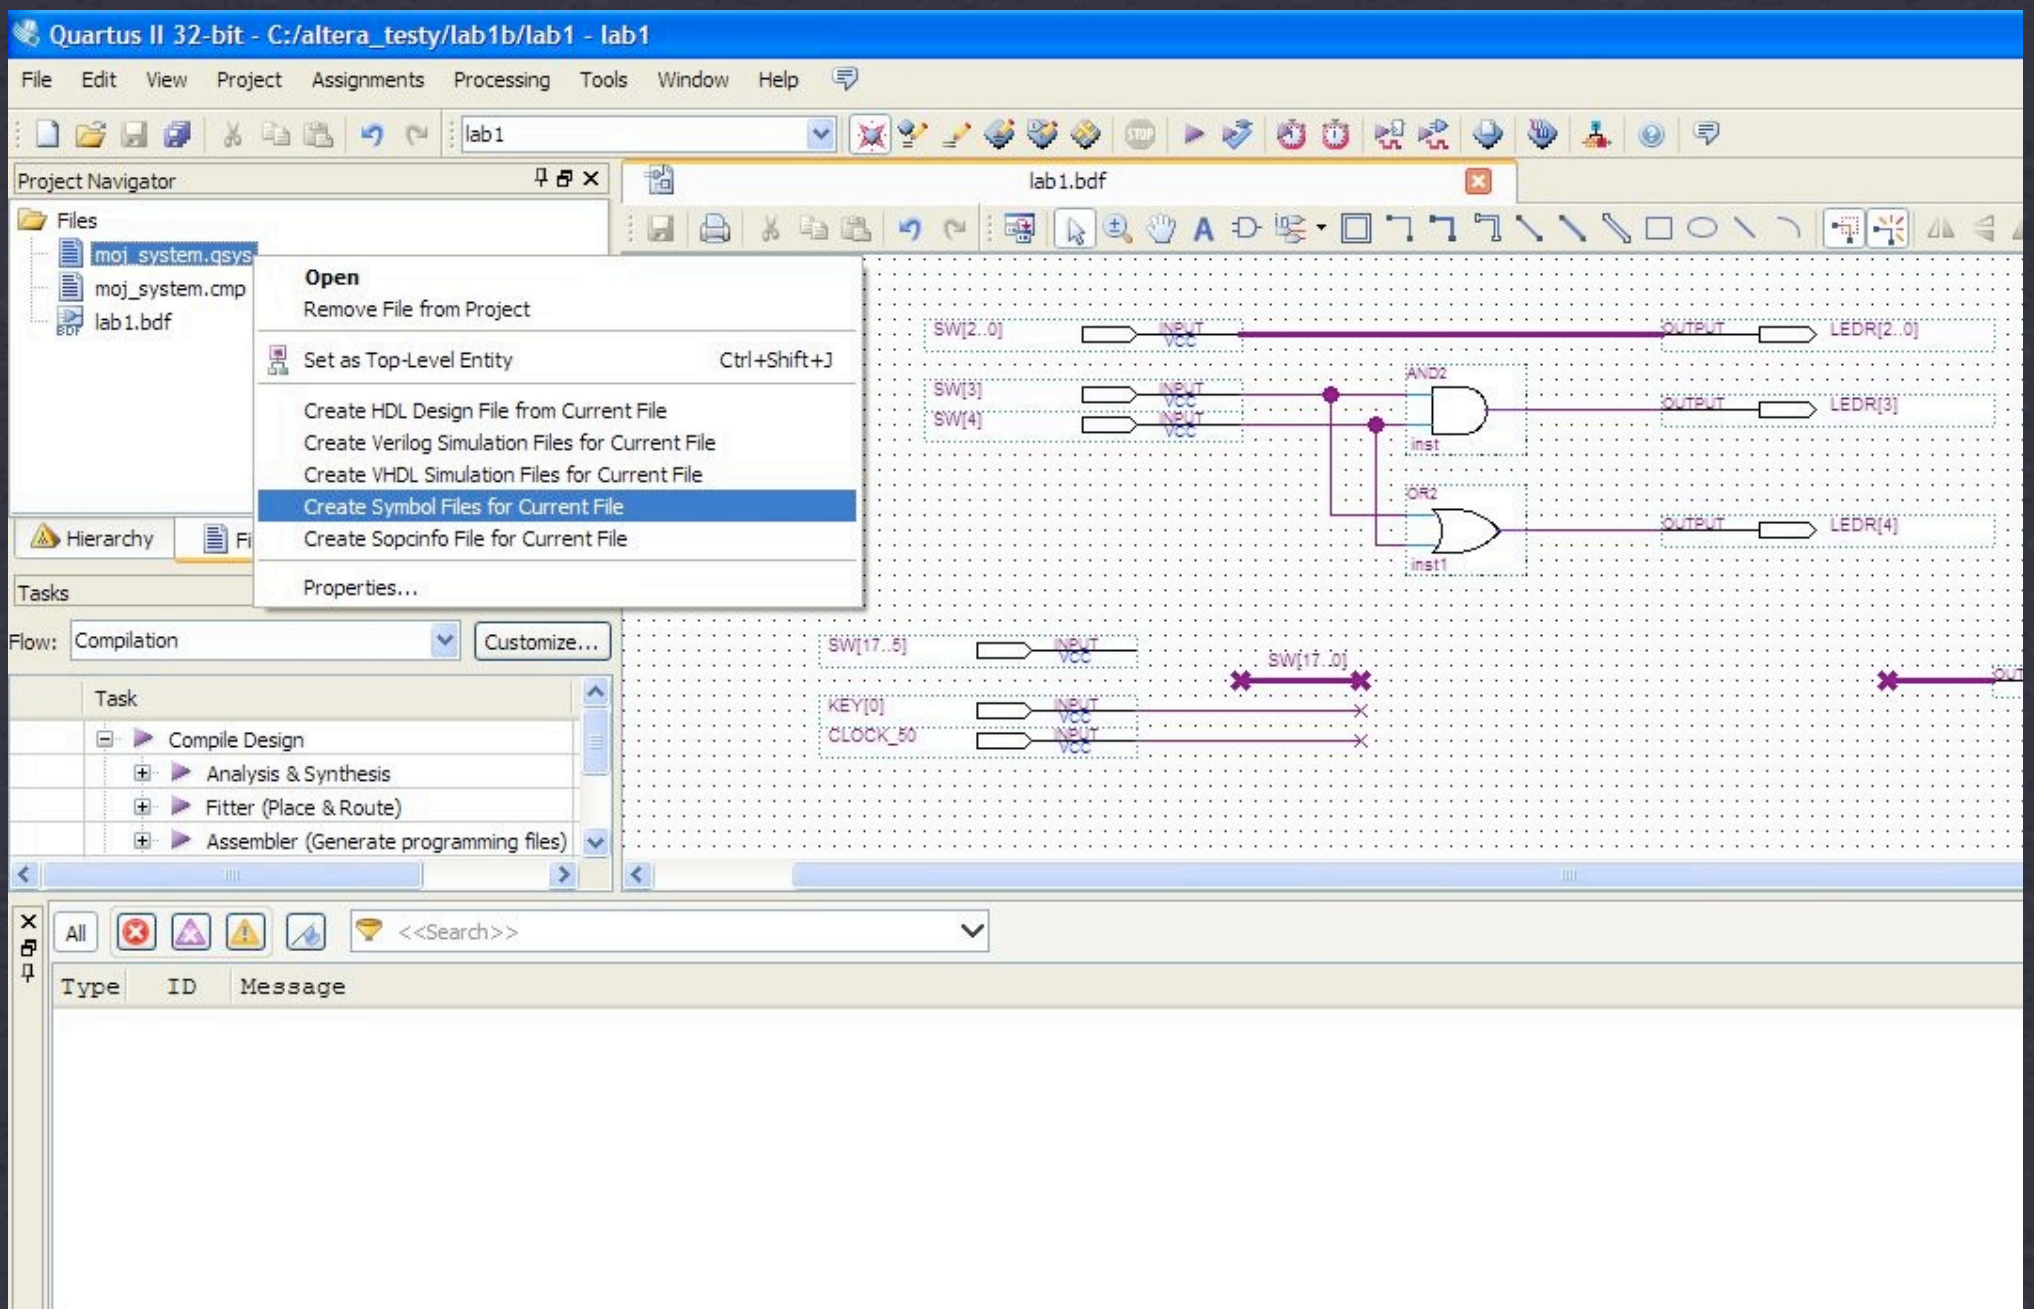 Quartus II 32-bit - C:/altera_testy/lab1b/lab1 - lab1
File Edit View Project Assignments Processing Tools Window Help
lab1
STOP
Project Navigator
lab1.bdf
Files
moj_system.qsys
moj_system.cmp
lab1.bdf
Open
Remove File from Project
Set as Top-Level Entity Ctrl+Shift+J
Create HDL Design File from Current File
Create Verilog Simulation Files for Current File
Create VHDL Simulation Files for Current File
Create Symbol Files for Current File
Create Sopcinfo File for Current File
Properties...
Hierarchy
Fi
Tasks
Flow: Compilation Customize...
Task
Compile Design
Analysis & Synthesis
Fitter (Place & Route)
Assembler (Generate programming files)
SW[2..0] INPUT VCC OUTPUT LEDR[2..0]
AND2
SW[3] INPUT VCC OUTPUT LEDR[3]
SW[4] INPUT VCC
inst
OR2
OUTPUT LEDR[4]
inst1
SW[17..5] INPUT VCC
SW[17..0]
OUT
KEY[0] INPUT VCC
CLOCK_50 INPUT VCC
All <<Search>>
Type ID Message